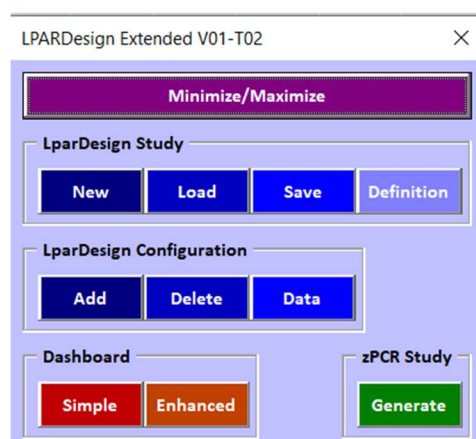 LPARDesign Extended V01-T02
Minimize/Maximize
LparDesign Study
New Load Save Definition
LparDesign Configuration
Add Delete Data
Dashboard zPCR Study
Simple Enhanced Generate